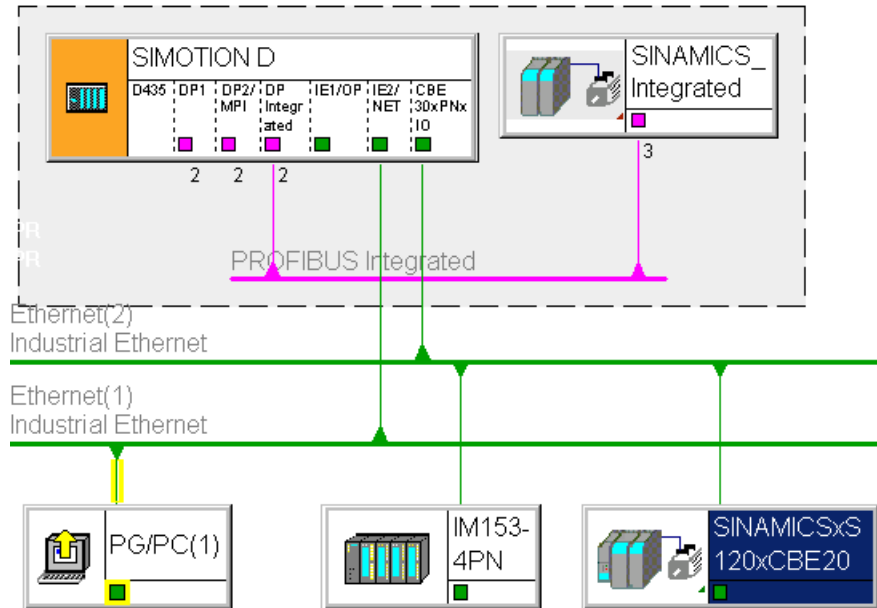 SIMOTION D
D435 DP1 DP2/ DP IE1/OP IE2/ CBE
MPI Integr NET 30xPNx
ated IO
2 2 2
SINAMICS_
Integrated
3
PR
PR
PROFIBUS Integrated
Ethernet(2)
Industrial Ethernet
Ethernet(1)
Industrial Ethernet
PG/PC(1)
IM153-
4PN
SINAMICSxS
120xCBE20